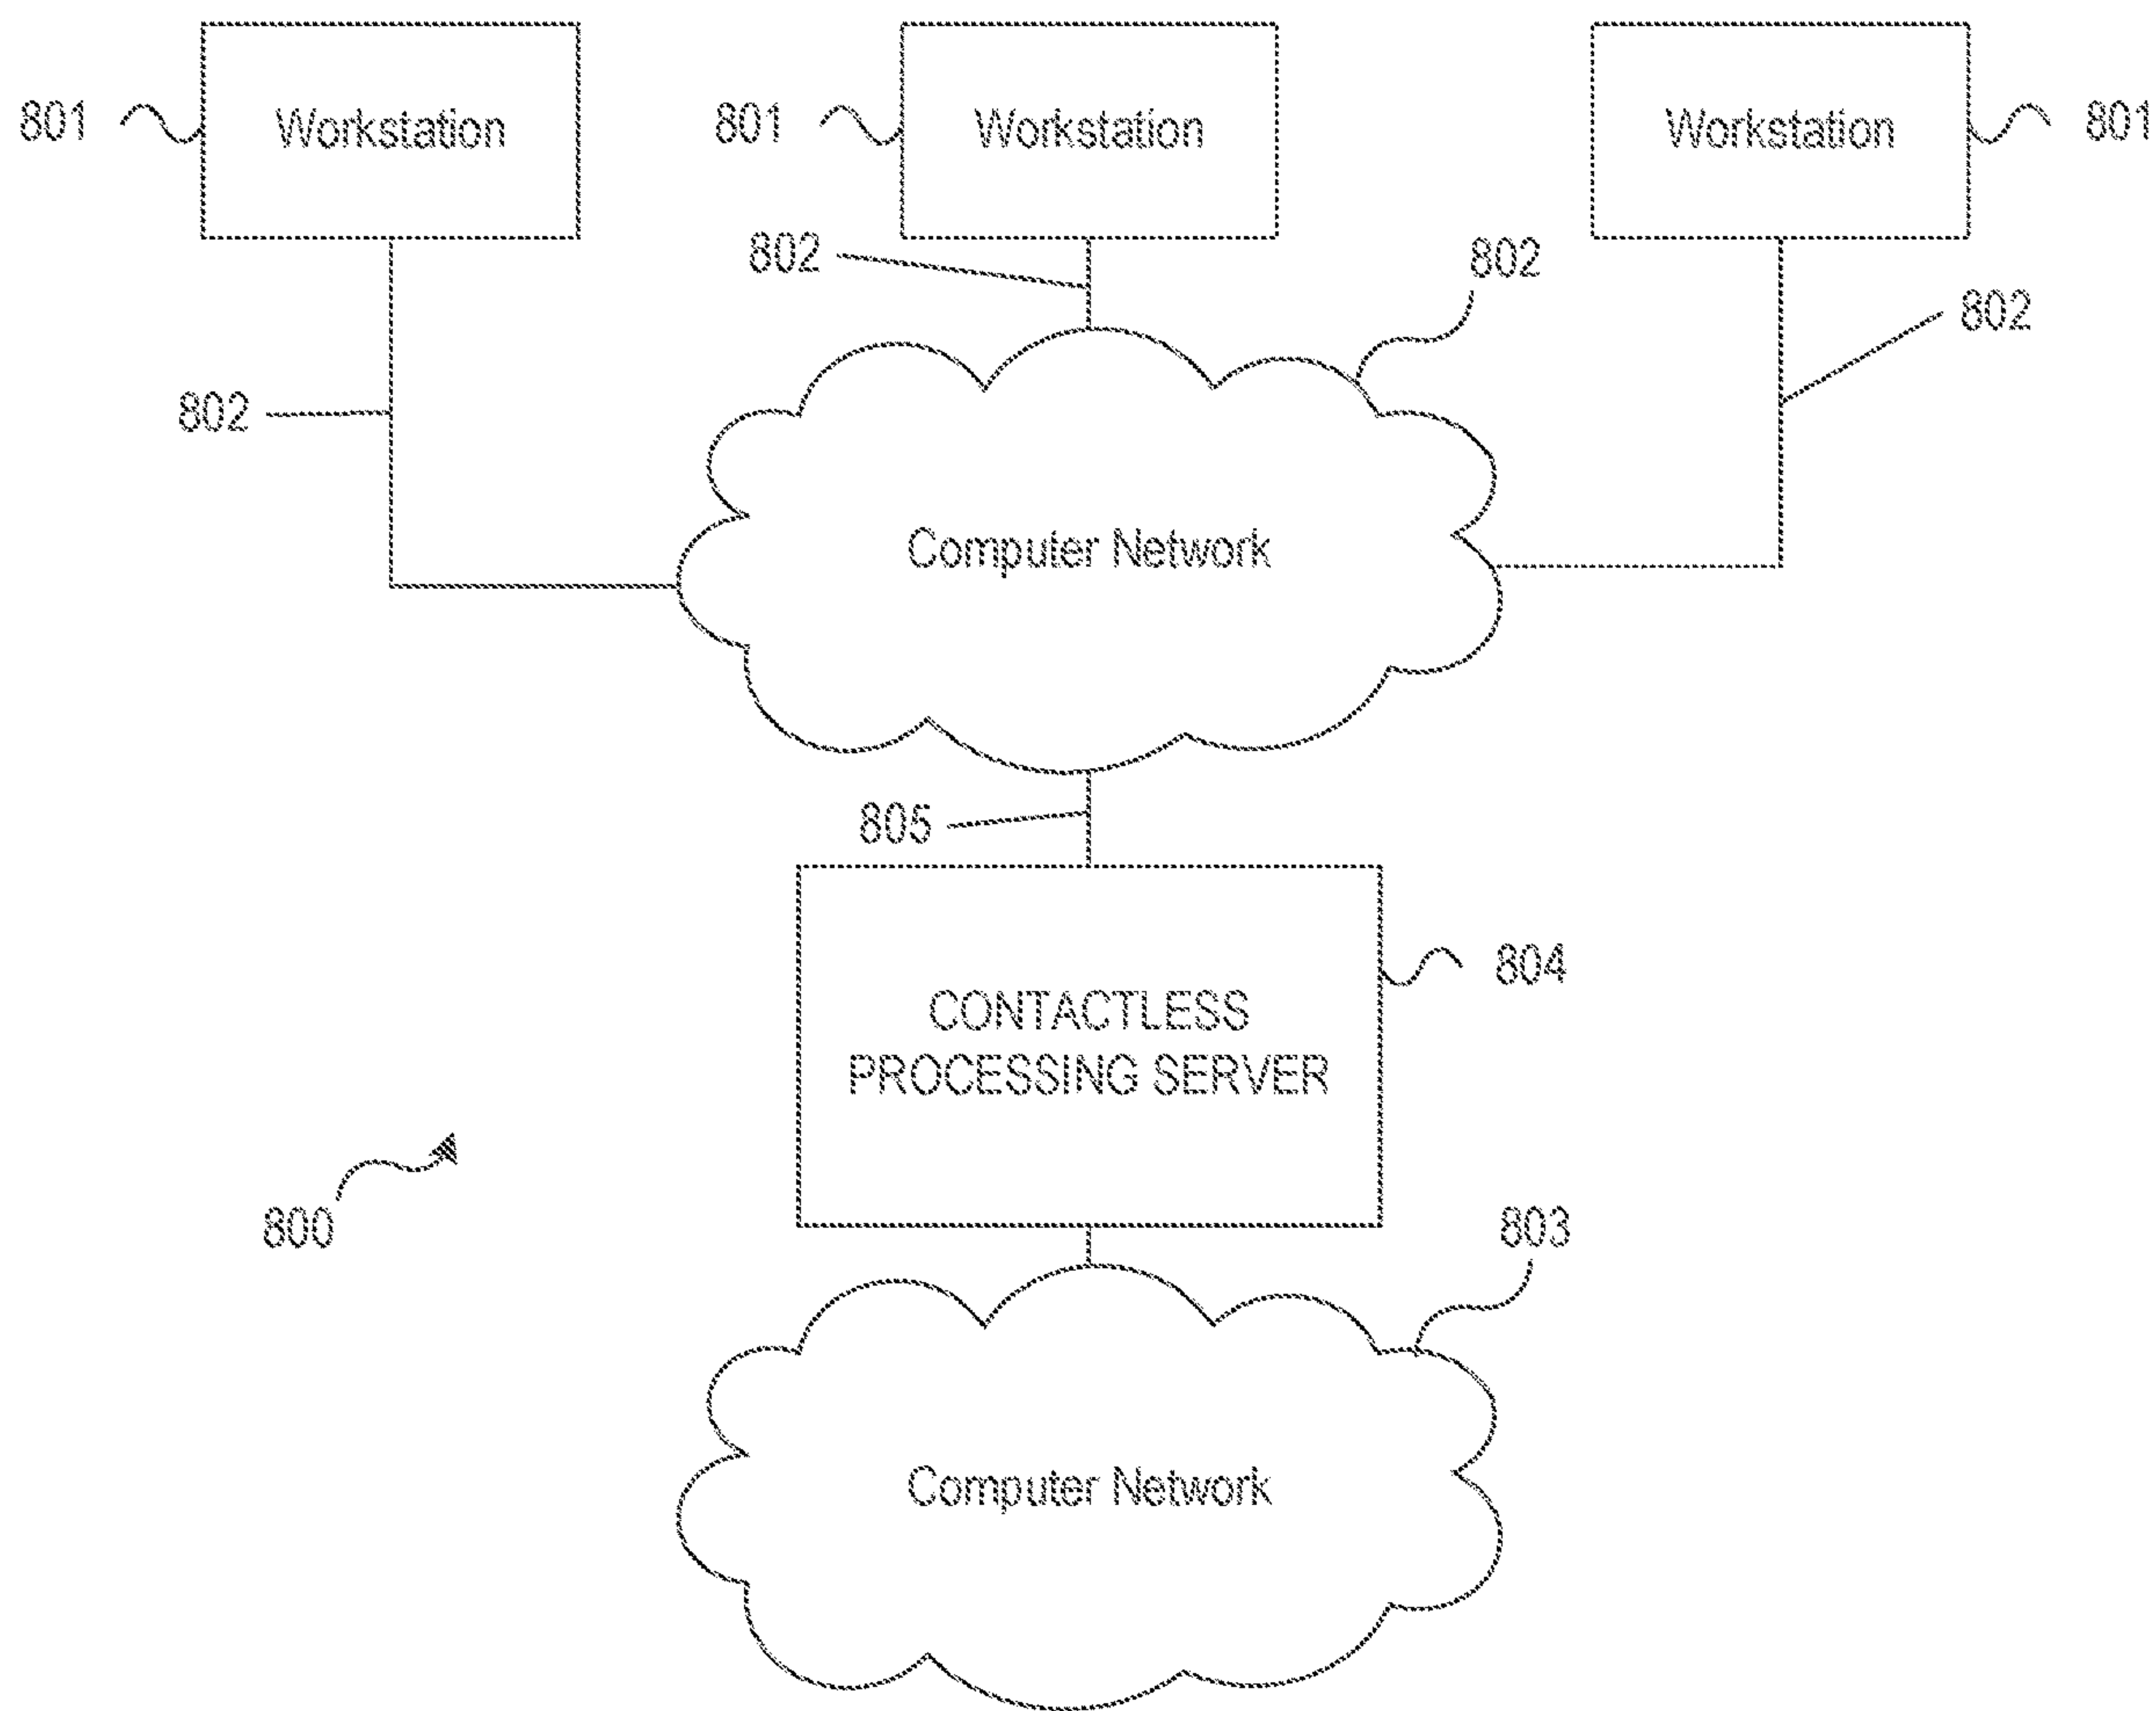 801
Workstation
801
Workstation
Workstation
801
802
802
802
802
Computer Network
805
804
CONTACTLESS
PROCESSING SERVER
800
803
Computer Network